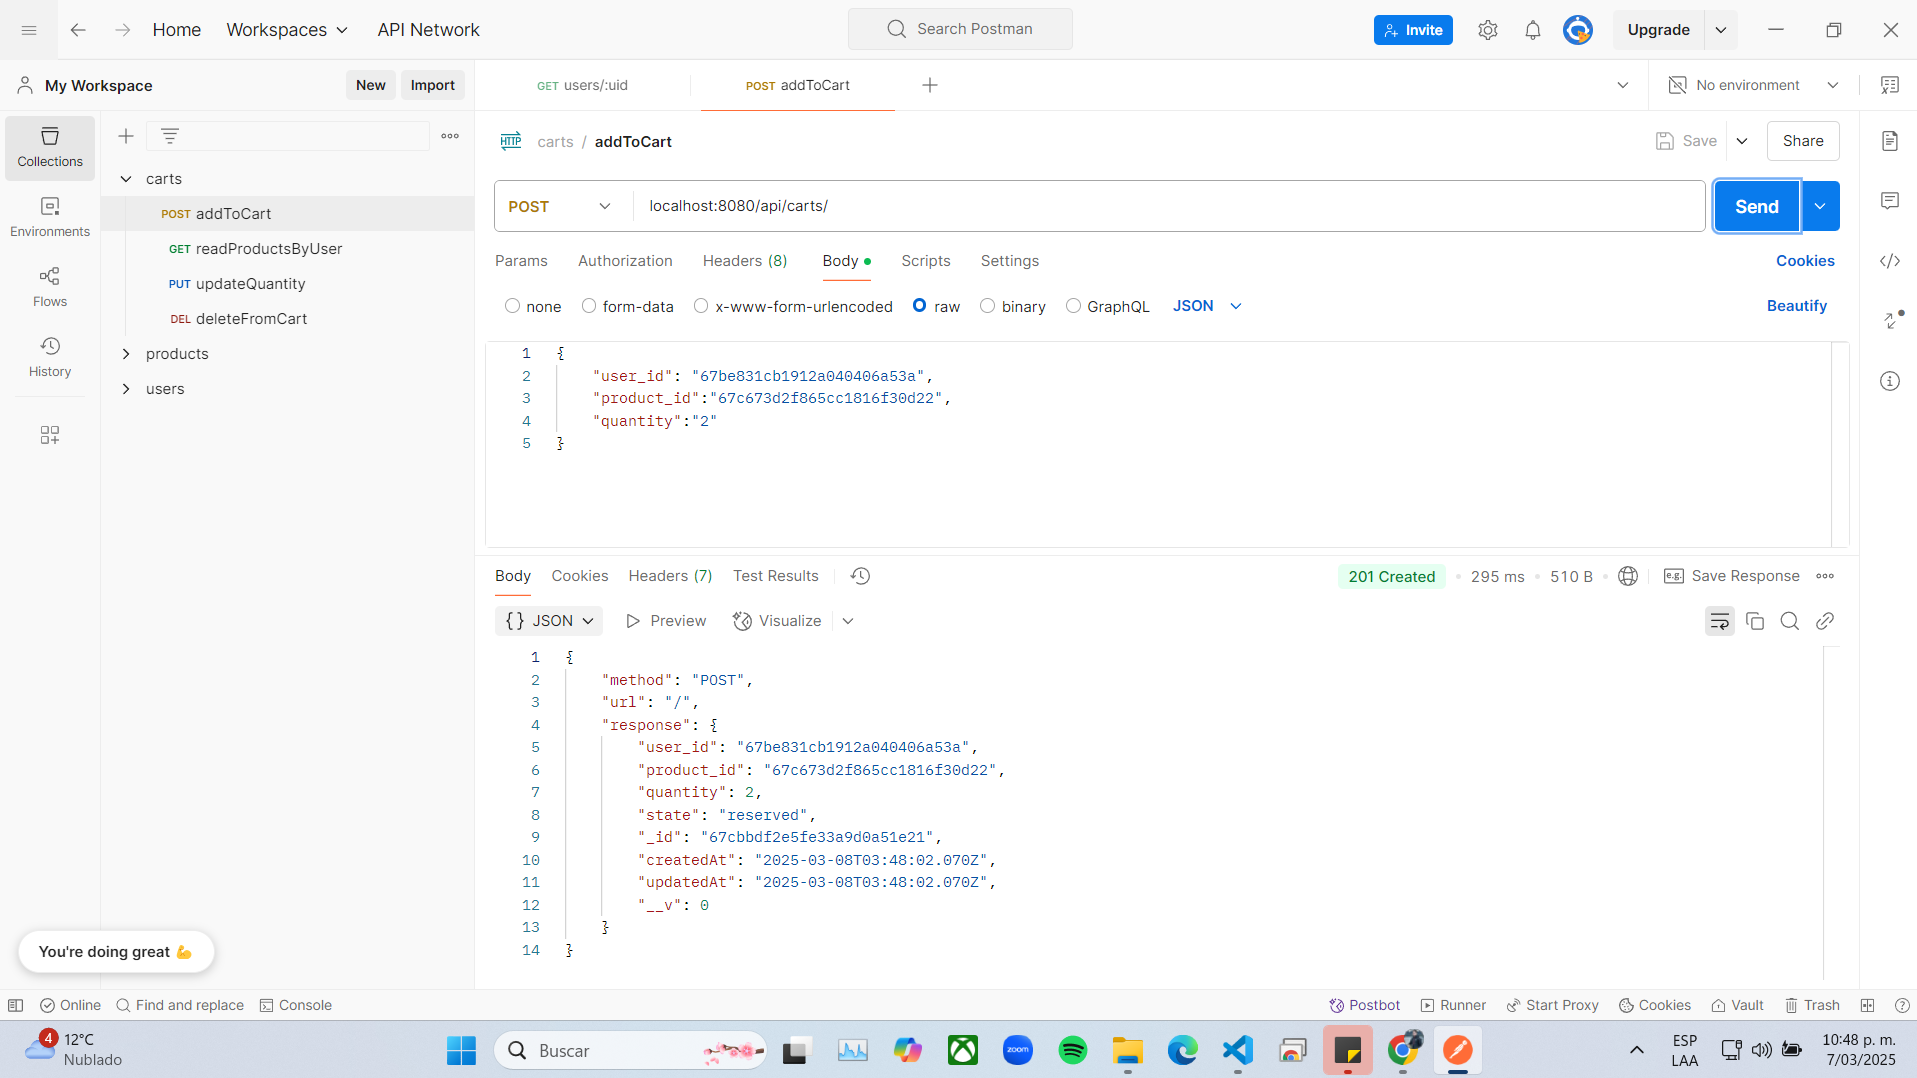 Home Workspaces API Network Search Postman Invite Upgrade
My Workspace New Import GET users/:uid POST addToCart No environment
Collections
Environments
Flows
History
carts
POST addToCart
GET readProductsByUser
PUT updateQuantity
DEL deleteFromCart
products
users
HTTP carts / addToCart Save Share
POST localhost:8080/api/carts/ Send
Params Authorization Headers (8) Body Scripts Settings Cookies
none form-data x-www-form-urlencoded raw binary GraphQL JSON Beautify
1 {
2 "user_id": "67be831cb1912a040406a53a",
3 "product_id":"67c673d2f865cc1816f30d22",
4 "quantity":"2"
5 }
Body Cookies Headers (7) Test Results 201 Created 295 ms 510 B e.g. Save Response
{} JSON Preview Visualize
1 {
2 "method": "POST",
3 "url": "/",
4 "response": {
5 "user_id": "67be831cb1912a040406a53a",
6 "product_id": "67c673d2f865cc1816f30d22",
7 "quantity": 2,
8 "state": "reserved",
9 "_id": "67cbbdf2e5fe33a9d0a51e21",
10 "createdAt": "2025-03-08T03:48:02.070Z",
11 "updatedAt": "2025-03-08T03:48:02.070Z",
12 "__v": 0
13 }
14 }
You're doing great 💪
Online Find and replace Console Postbot Runner Start Proxy Cookies Vault Trash
4 12°C
Nublado
Buscar
zoom
ESP
LAA
10:48 p. m.
7/03/2025